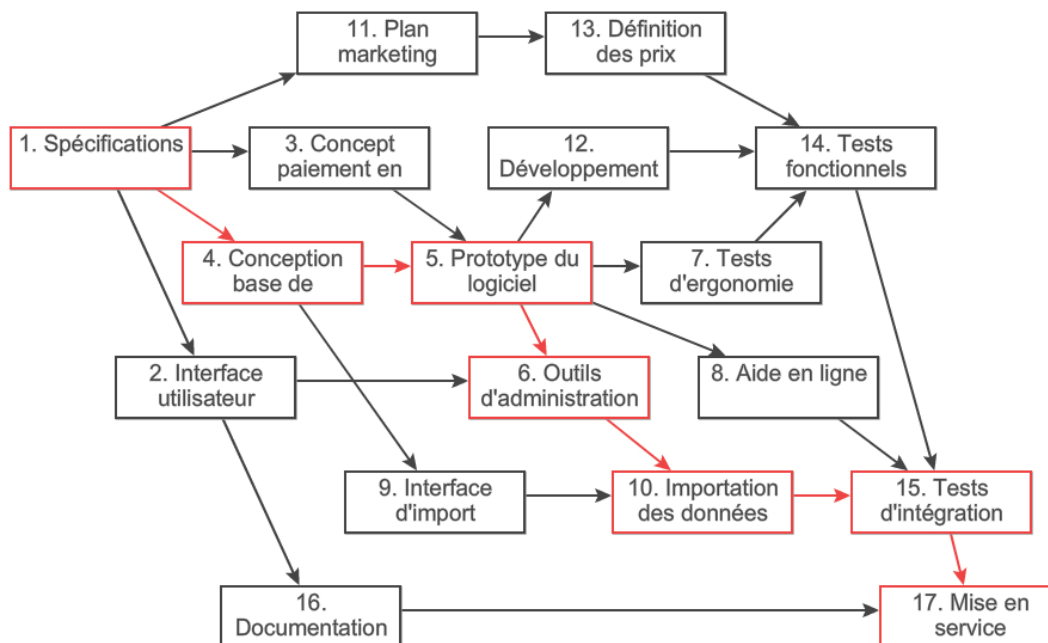 11. Plan
marketing
13. Définition
des prix
1. Spécifications
3. Concept
paiement en
12.
Développement
14. Tests
fonctionnels
4. Conception
base de
5. Prototype du
logiciel
7. Tests
d'ergonomie
2. Interface
utilisateur
6. Outils
d'administration
8. Aide en ligne
9. Interface
d'import
10. Importation
des données
15. Tests
d'intégration
16.
Documentation
17. Mise en
service